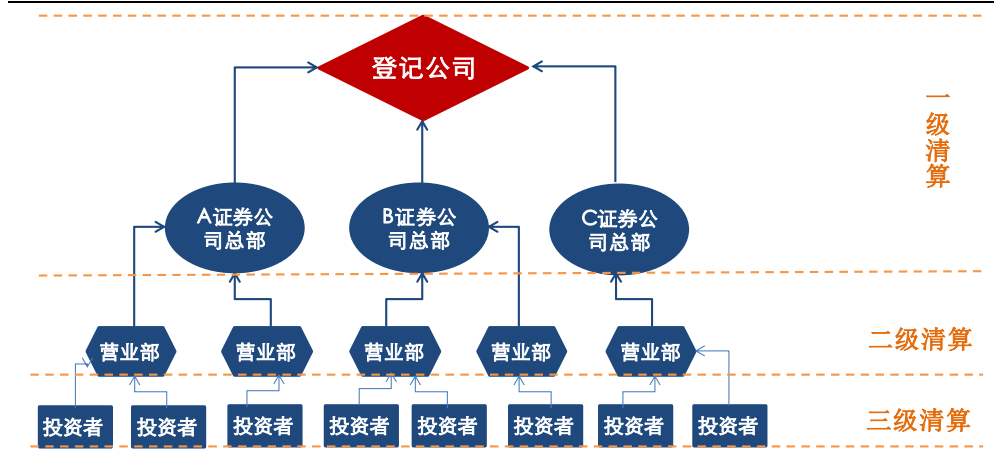 登记公司
一级清算
A证券公
司总部
B证券公
司总部
C证券公
司总部
营业部
营业部
营业部
营业部
营业部
二级清算
投资者
投资者
投资者
投资者
投资者
投资者
投资者
投资者
三级清算